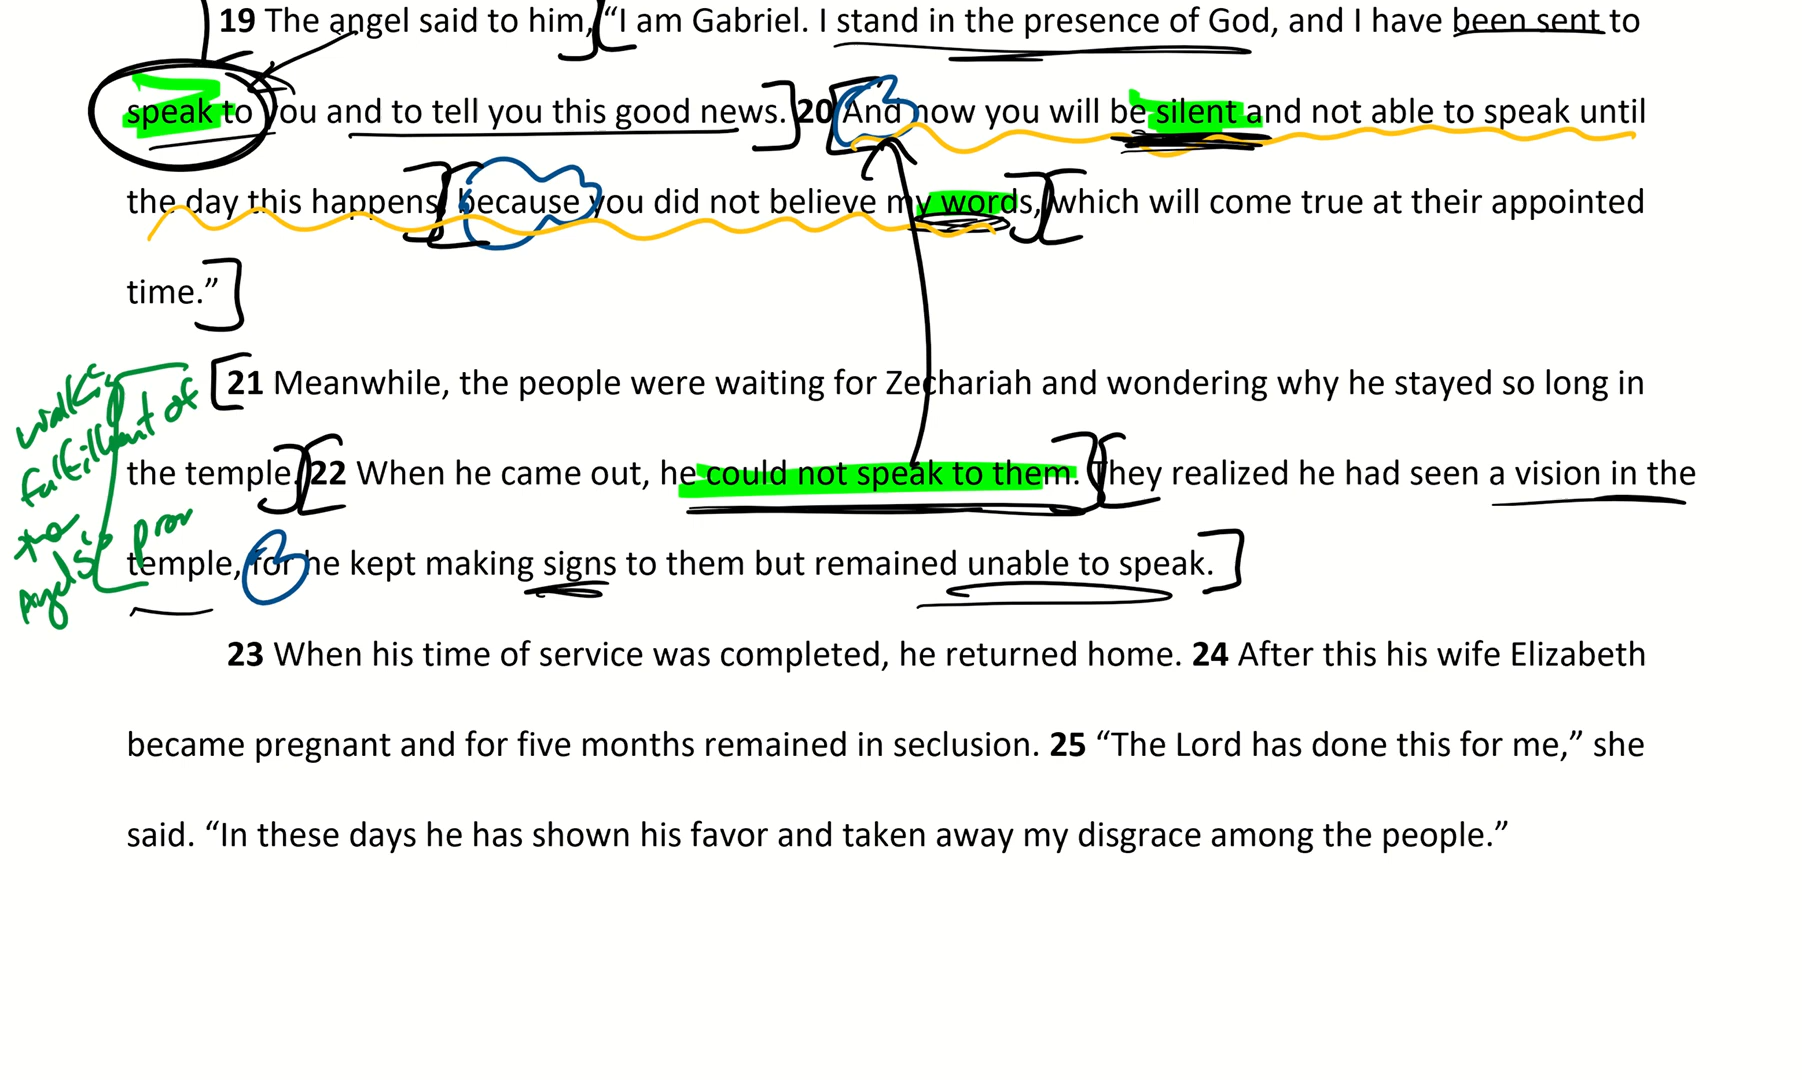 19 The angel said to him, “I am Gabriel. I stand in the presence of God, and I have been sent to
speak to you and to tell you this good news. 20 And now you will be silent and not able to speak until
the day this happens, because you did not believe my words, which will come true at their appointed
time.”
21 Meanwhile, the people were waiting for Zechariah and wondering why he stayed so long in
the temple. 22 When he came out, he could not speak to them. They realized he had seen a vision in the
temple, for he kept making signs to them but remained unable to speak.
23 When his time of service was completed, he returned home. 24 After this his wife Elizabeth
became pregnant and for five months remained in seclusion. 25 “The Lord has done this for me,” she
said. “In these days he has shown his favor and taken away my disgrace among the people.”
of